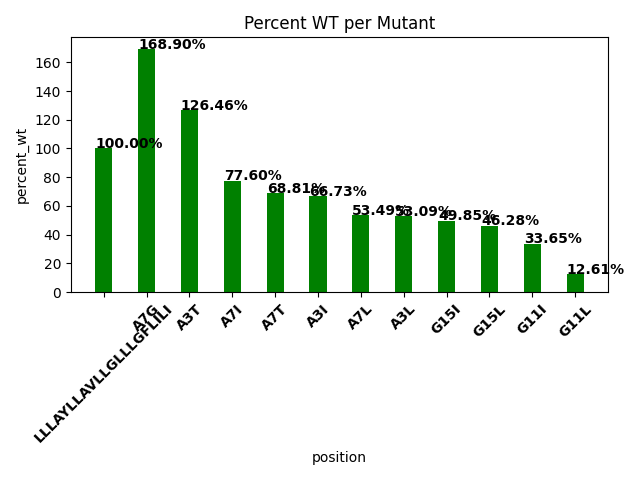 Percent WT per Mutant
percent_wt
160
140
120
100
80
60
40
20
0
100.00%
168.90%
126.46%
77.60%
68.81%
66.73%
53.49%
53.09%
49.85%
46.28%
33.65%
12.61%
LLLAYLLAVLLGLLLGFLILI
A7G
A3T
A7I
A7T
A3I
A7L
A3L
G15I
G15L
G11I
G11L
position